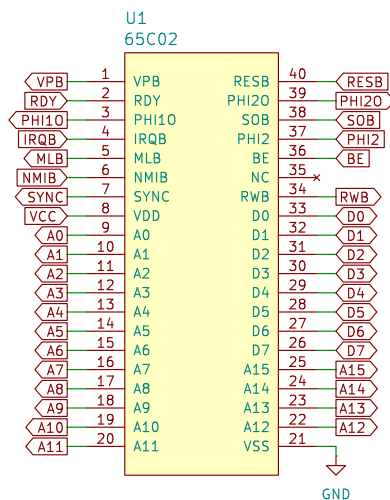 U1
65C02
VPB 1 VPB RESB 40 RESB
RDY 2 RDY PHI2O 39 PHI2O
PHI1O 3 PHI1O SOB 38 SOB
IRQB 4 IRQB PHI2 37 PHI2
MLB 5 MLB BE 36 BE
NMIB 6 NMIB NC 35
SYNC 7 SYNC RWB 34 RWB
VCC 8 VDD D0 33 D0
A0 9 A0 D1 32 D1
A1 10 A1 D2 31 D2
A2 11 A2 D3 30 D3
A3 12 A3 D4 29 D4
A4 13 A4 D5 28 D5
A5 14 A5 D6 27 D6
A6 15 A6 D7 26 D7
A7 16 A7 A15 25 A15
A8 17 A8 A14 24 A14
A9 18 A9 A13 23 A13
A10 19 A10 A12 22 A12
A11 20 A11 VSS 21
GND